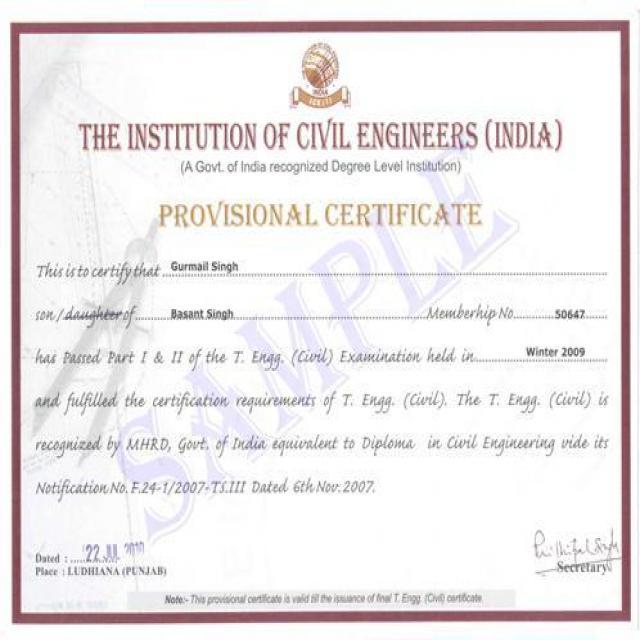 INDIA
THE INSTITUTION OF CIVIL ENGINEERS (INDIA)
(A Govt. of India recognized Degree Level Institution)
PROVISIONAL CERTIFICATE
This is to certify that Gurmail Singh
son / daughter of Basant Singh Memberhip No. 50647
has Passed Part I & II of the T. Engg. (Civil) Examination held in Winter 2009
and fulfilled the certification requirements of T. Engg. (Civil). The T. Engg. (Civil) is
recognized by MHRD, Govt. of India equivalent to Diploma in Civil Engineering vide its
Notification No. F.24-1/2007-TS.III Dated 6th Nov. 2007.
SAMPLE
Dated : 22 JUL 2010
Place : LUDHIANA (PUNJAB)
Secretary
Note:- This provisional certificate is valid till the issuance of final T. Engg. (Civil) certificate.